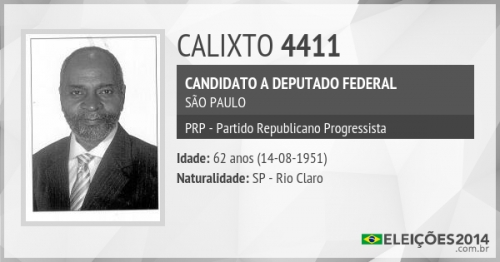 CALIXTO 4411
CANDIDATO A DEPUTADO FEDERAL
SÃO PAULO
PRP - Partido Republicano Progressista
Idade: 62 anos (14-08-1951)
Naturalidade: SP - Rio Claro
ELEIÇÕES2014
.com.br